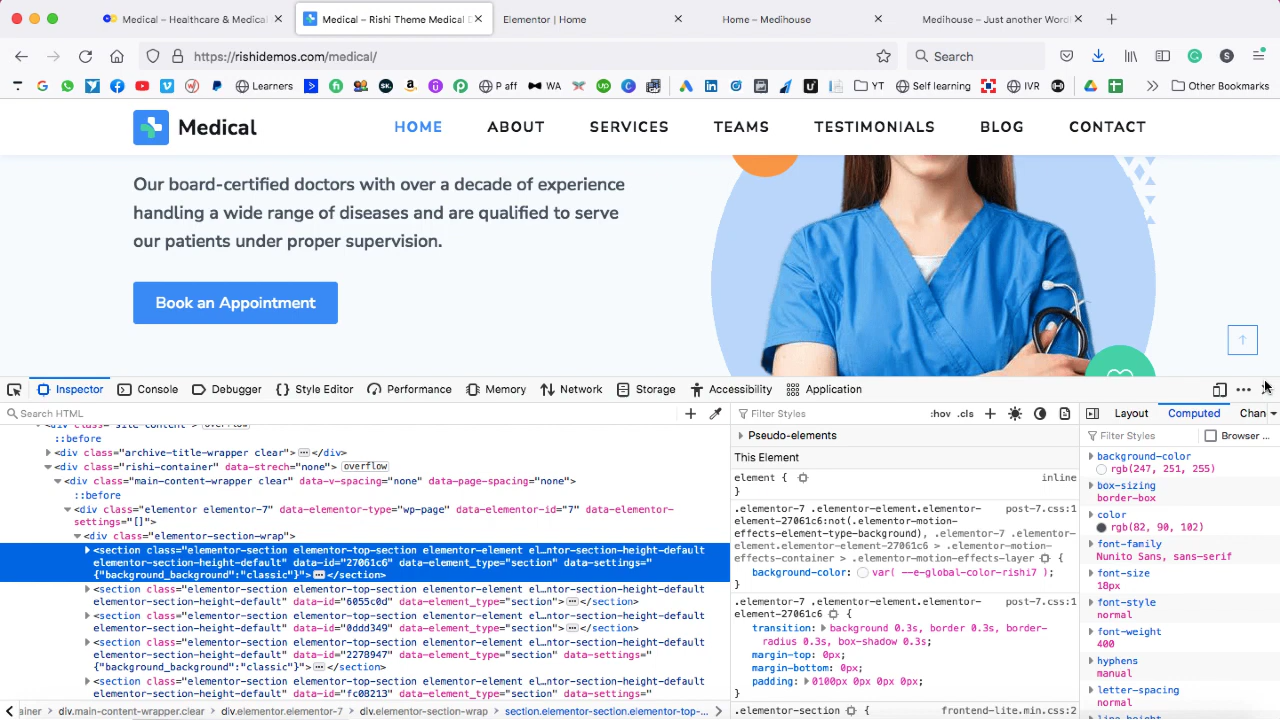 Medical – Healthcare & Medical
Medical – Rishi Theme Medical D
Elementor | Home
Home – Medihouse
Medihouse – Just another Word
https://rishidemos.com/medical/
Search
S
Learners
P aff
WA
YT
Self learning
IVR
Other Bookmarks
Medical
HOME
ABOUT
SERVICES
TEAMS
TESTIMONIALS
BLOG
CONTACT
Our board-certified doctors with over a decade of experience
handling a wide range of diseases and are qualified to serve
our patients under proper supervision.
Book an Appointment
Inspector
Console
Debugger
Style Editor
Performance
Memory
Network
Storage
Accessibility
Application
Search HTML
<div class="site-content"> overflow
::before
<div class="archive-title-wrapper clear"></div>
<div class="rishi-container" data-strech="none"> overflow
<div class="main-content-wrapper clear" data-v-spacing="none" data-page-spacing="none">
::before
<div class="elementor elementor-7" data-elementor-type="wp-page" data-elementor-id="7" data-elementor-
settings="[]">
<div class="elementor-section-wrap">
<section class="elementor-section elementor-top-section elementor-element el…ntor-section-height-default
elementor-section-height-default" data-id="27061c6" data-element_type="section" data-settings="
{"background_background":"classic"}"></section>
<section class="elementor-section elementor-top-section elementor-element el…ntor-section-height-default
elementor-section-height-default" data-id="6055c0d" data-element_type="section"></section>
<section class="elementor-section elementor-top-section elementor-element el…ntor-section-height-default
elementor-section-height-default" data-id="0ddd349" data-element_type="section"></section>
<section class="elementor-section elementor-top-section elementor-element el…ntor-section-height-default
elementor-section-height-default" data-id="2278947" data-element_type="section" data-settings="
{"background_background":"classic"}"></section>
<section class="elementor-section elementor-top-section elementor-element el…ntor-section-height-default
elementor-section-height-default" data-id="fc08213" data-element_type="section" data-settings="
ainer
div.main-content-wrapper.clear
div.elementor.elementor-7
div.elementor-section-wrap
section.elementor-section.elementor-top-…
Filter Styles
:hov
.cls
Pseudo-elements
This Element
element {
inline
}
.elementor-7 .elementor-element.elementor-
post-7.css:1
element-27061c6:not(.elementor-motion-
effects-element-type-background), .elementor-7 .elementor-
element.elementor-element-27061c6 > .elementor-motion-
effects-container > .elementor-motion-effects-layer {
background-color: var( --e-global-color-rishi7 );
}
.elementor-7 .elementor-element.elementor-
post-7.css:1
element-27061c6 {
transition: background 0.3s, border 0.3s, border-
radius 0.3s, box-shadow 0.3s;
margin-top: 0px;
margin-bottom: 0px;
padding: 0100px 0px 0px 0px;
}
.elementor-section {
frontend-lite.min.css:2
Layout
Computed
Chan
Filter Styles
Browser ...
background-color
rgb(247, 251, 255)
box-sizing
border-box
color
rgb(82, 90, 102)
font-family
Nunito Sans, sans-serif
font-size
18px
font-style
normal
font-weight
400
hyphens
manual
letter-spacing
normal
line-height